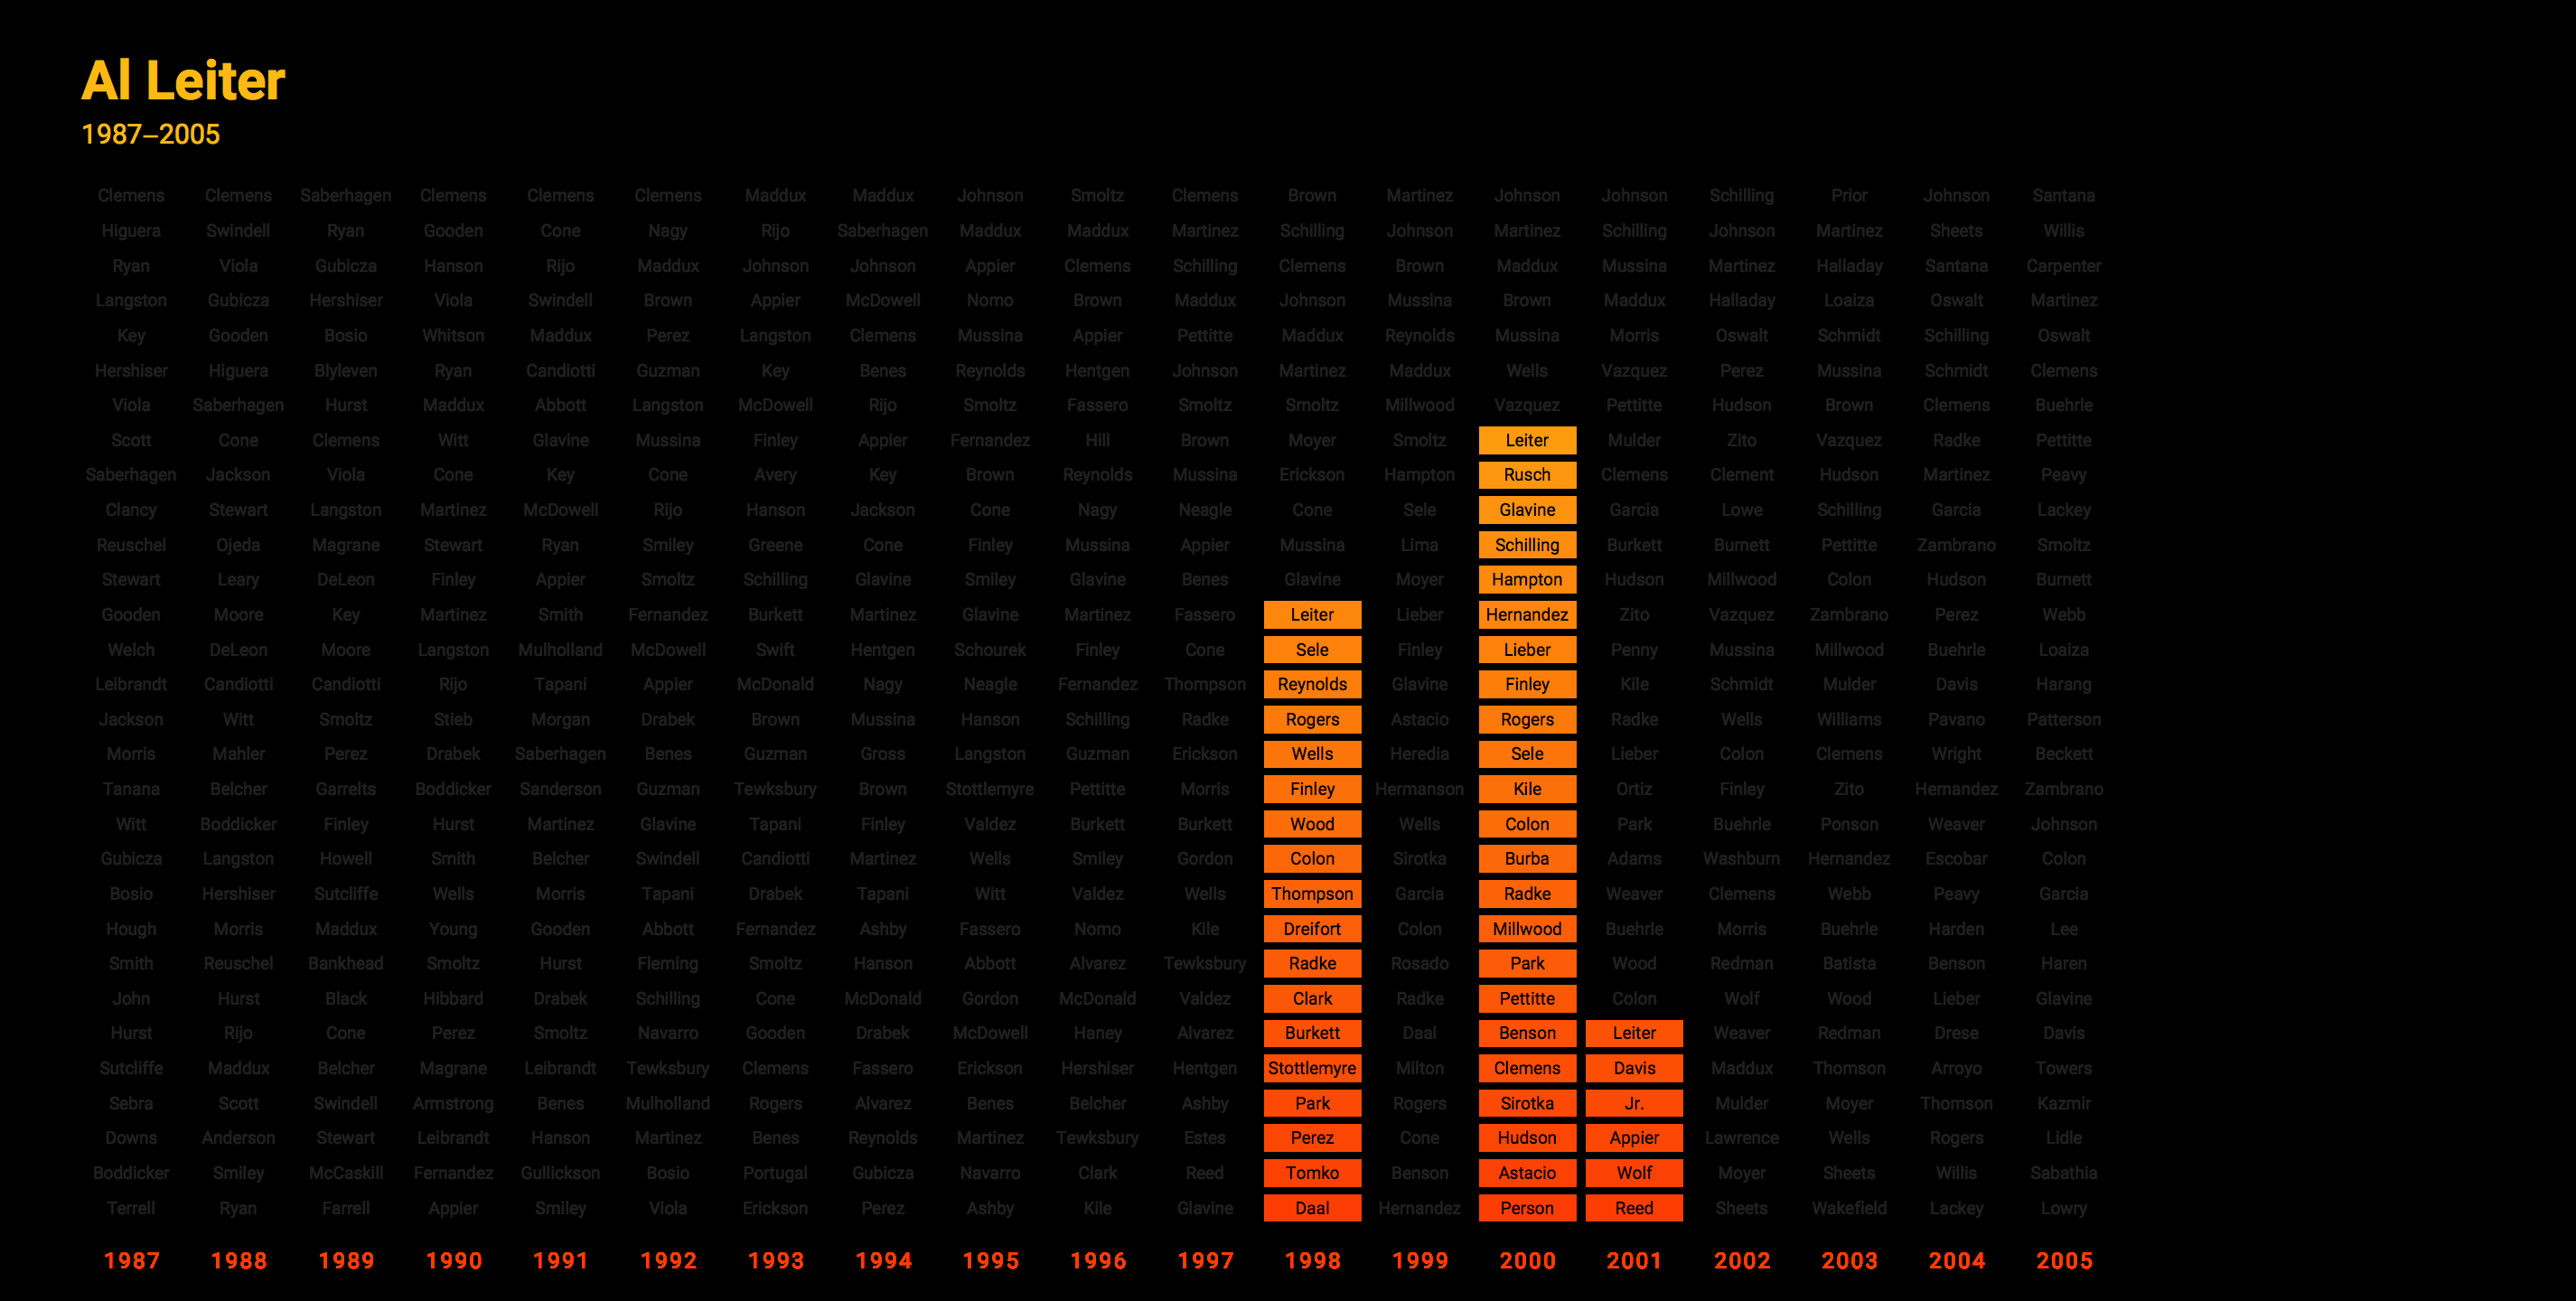 Al Leiter
1987–2005
Clemens Clemens Saberhagen Clemens Clemens Clemens Maddux Maddux Johnson Smoltz Clemens Brown Martinez Johnson Johnson Schilling Prior Johnson Santana
Higuera Swindell Ryan Gooden Cone Nagy Rijo Saberhagen Maddux Maddux Martinez Schilling Johnson Martinez Schilling Johnson Martinez Sheets Willis
Ryan Viola Gubicza Hanson Rijo Maddux Johnson Johnson Appier Clemens Schilling Clemens Brown Maddux Mussina Martinez Halladay Santana Carpenter
Langston Gubicza Hershiser Viola Swindell Brown Appier McDowell Nomo Brown Maddux Johnson Mussina Brown Maddux Halladay Loaiza Oswalt Martinez
Key Gooden Bosio Whitson Maddux Perez Langston Clemens Mussina Appier Pettitte Maddux Reynolds Mussina Morris Oswalt Schmidt Schilling Oswalt
Hershiser Higuera Blyleven Ryan Candiotti Guzman Key Benes Reynolds Hentgen Johnson Martinez Maddux Wells Vazquez Perez Mussina Schmidt Clemens
Viola Saberhagen Hurst Maddux Abbott Langston McDowell Rijo Smoltz Fassero Smoltz Smoltz Millwood Vazquez Pettitte Hudson Brown Clemens Buehrle
Scott Cone Clemens Witt Glavine Mussina Finley Appier Fernandez Hill Brown Moyer Smoltz Leiter Mulder Zito Vazquez Radke Pettitte
Saberhagen Jackson Viola Cone Key Cone Avery Key Brown Reynolds Mussina Erickson Hampton Rusch Clemens Clement Hudson Martinez Peavy
Clancy Stewart Langston Martinez McDowell Rijo Hanson Jackson Cone Nagy Neagle Cone Sele Glavine Garcia Lowe Schilling Garcia Lackey
Reuschel Ojeda Magrane Stewart Ryan Smiley Greene Cone Finley Mussina Appier Mussina Lima Schilling Burkett Burnett Pettitte Zambrano Smoltz
Stewart Leary DeLeon Finley Appier Smoltz Schilling Glavine Smiley Glavine Benes Glavine Moyer Hampton Hudson Millwood Colon Hudson Burnett
Gooden Moore Key Martinez Smith Fernandez Burkett Martinez Glavine Martinez Fassero Leiter Lieber Hernandez Zito Vazquez Zambrano Perez Webb
Welch DeLeon Moore Langston Mulholland McDowell Swift Hentgen Schourek Finley Cone Sele Finley Lieber Penny Mussina Millwood Buehrle Loaiza
Leibrandt Candiotti Candiotti Rijo Tapani Appier McDonald Nagy Neagle Fernandez Thompson Reynolds Glavine Finley Kile Schmidt Mulder Davis Harang
Jackson Witt Smoltz Stieb Morgan Drabek Brown Mussina Hanson Schilling Radke Rogers Astacio Rogers Radke Wells Williams Pavano Patterson
Morris Mahler Perez Drabek Saberhagen Benes Guzman Gross Langston Guzman Erickson Wells Heredia Sele Lieber Colon Clemens Wright Beckett
Tanana Belcher Garrelts Boddicker Sanderson Guzman Tewksbury Brown Stottlemyre Pettitte Morris Finley Hermanson Kile Ortiz Finley Zito Hernandez Zambrano
Witt Boddicker Finley Hurst Martinez Glavine Tapani Finley Valdez Burkett Burkett Wood Wells Colon Park Buehrle Ponson Weaver Johnson
Gubicza Langston Howell Smith Belcher Swindell Candiotti Martinez Wells Smiley Gordon Colon Sirotka Burba Adams Washburn Hernandez Escobar Colon
Bosio Hershiser Sutcliffe Wells Morris Tapani Drabek Tapani Witt Valdez Wells Thompson Garcia Radke Weaver Clemens Webb Peavy Garcia
Hough Morris Maddux Young Gooden Abbott Fernandez Ashby Fassero Nomo Kile Dreifort Colon Millwood Buehrle Morris Buehrle Harden Lee
Smith Reuschel Bankhead Smoltz Hurst Fleming Smoltz Hanson Abbott Alvarez Tewksbury Radke Rosado Park Wood Redman Batista Benson Haren
John Hurst Black Hibbard Drabek Schilling Cone McDonald Gordon McDonald Valdez Clark Radke Pettitte Colon Wolf Wood Lieber Glavine
Hurst Rijo Cone Perez Smoltz Navarro Gooden Drabek McDowell Haney Alvarez Burkett Daal Benson Leiter Weaver Redman Drese Davis
Sutcliffe Maddux Belcher Magrane Leibrandt Tewksbury Clemens Fassero Erickson Hershiser Hentgen Stottlemyre Milton Clemens Davis Maddux Thomson Arroyo Towers
Sebra Scott Swindell Armstrong Benes Mulholland Rogers Alvarez Benes Belcher Ashby Park Rogers Sirotka Jr. Mulder Moyer Thomson Kazmir
Downs Anderson Stewart Leibrandt Hanson Martinez Benes Reynolds Martinez Tewksbury Estes Perez Cone Hudson Appier Lawrence Wells Rogers Lidle
Boddicker Smiley McCaskill Fernandez Gullickson Bosio Portugal Gubicza Navarro Clark Reed Tomko Benson Astacio Wolf Moyer Sheets Willis Sabathia
Terrell Ryan Farrell Appier Smiley Viola Erickson Perez Ashby Kile Glavine Daal Hernandez Person Reed Sheets Wakefield Lackey Lowry
1987 1988 1989 1990 1991 1992 1993 1994 1995 1996 1997 1998 1999 2000 2001 2002 2003 2004 2005